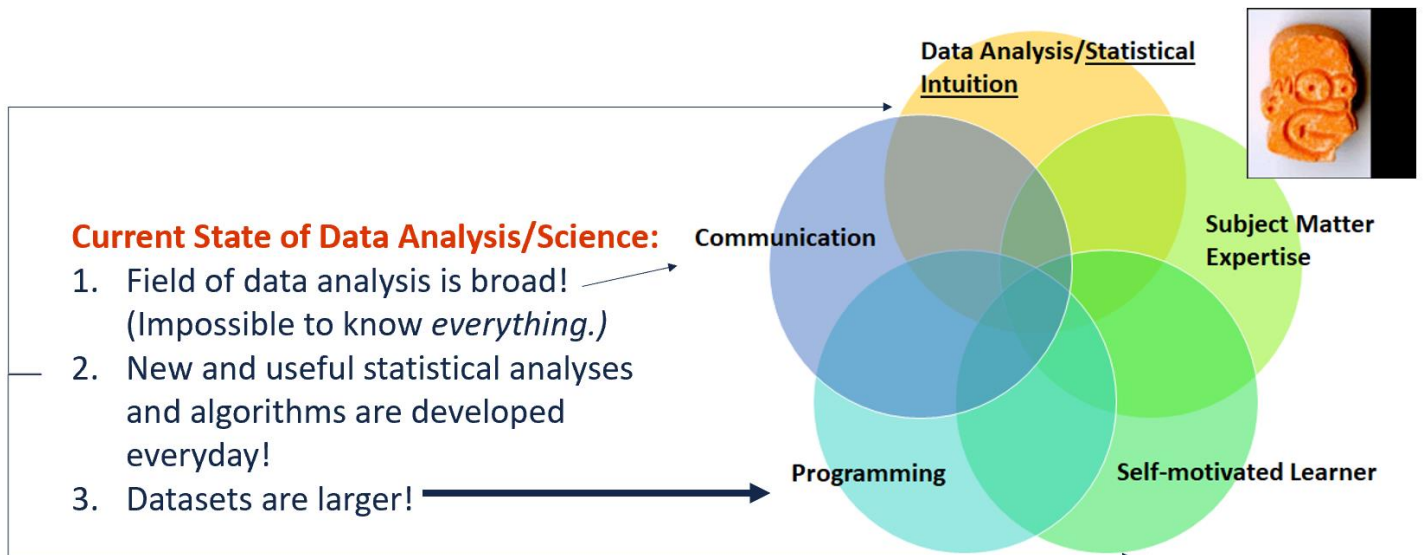 Data Analysis/Statistical
Intuition
Current State of Data Analysis/Science:
1. Field of data analysis is broad!
(Impossible to know everything.)
2. New and useful statistical analyses
and algorithms are developed
everyday!
3. Datasets are larger!
Communication
Subject Matter
Expertise
Programming
Self-motivated Learner